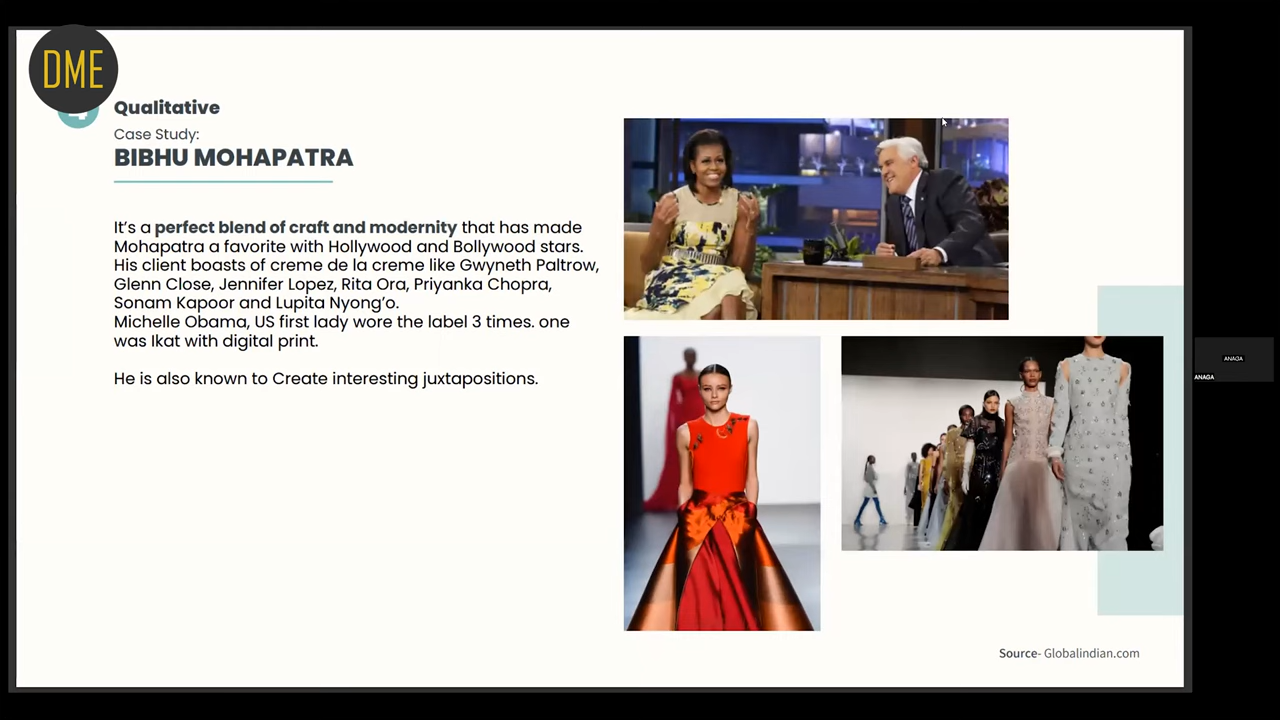 DME
Qualitative
Case Study:
BIBHU MOHAPATRA
It’s a perfect blend of craft and modernity that has made
Mohapatra a favorite with Hollywood and Bollywood stars.
His client boasts of creme de la creme like Gwyneth Paltrow,
Glenn Close, Jennifer Lopez, Rita Ora, Priyanka Chopra,
Sonam Kapoor and Lupita Nyong’o.
Michelle Obama, US first lady wore the label 3 times. one
was Ikat with digital print.
He is also known to Create interesting juxtapositions.
Source- Globalindian.com
ANAGA
ANAGA